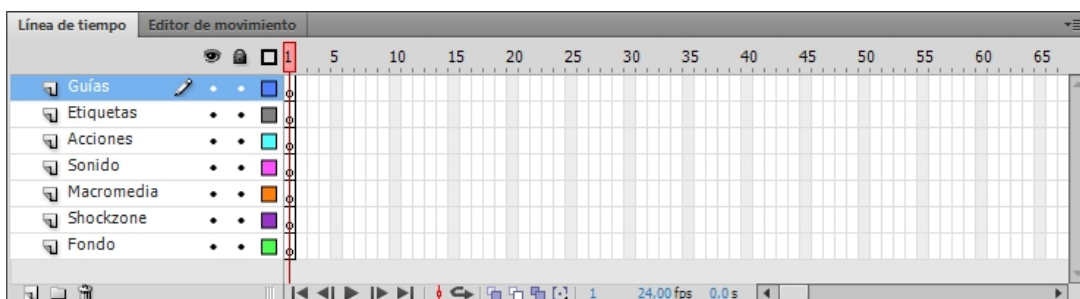 Línea de tiempo Editor de movimiento
1 5 10 15 20 25 30 35 40 45 50 55 60 65
Guías
Etiquetas
Acciones
Sonido
Macromedia
Shockzone
Fondo
1 24,00 fps 0,0 s